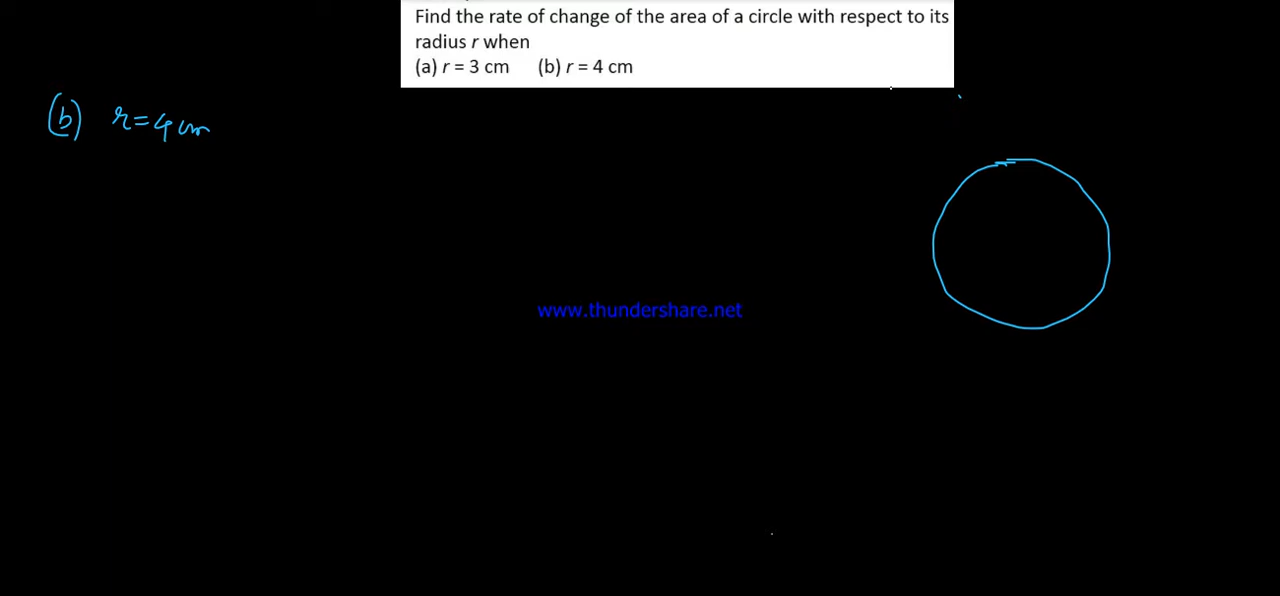 Find the rate of change of the area of a circle with respect to its
radius r when
(a) r = 3 cm (b) r = 4 cm
(b) r = 4 cm
www.thundershare.net